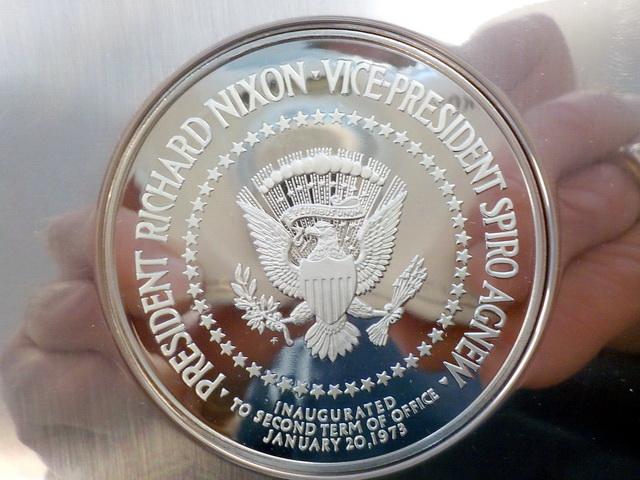 PRESIDENT RICHARD NIXON · VICE-PRESIDENT SPIRO AGNEW
INAUGURATED
TO SECOND TERM OF OFFICE
JANUARY 20, 1973